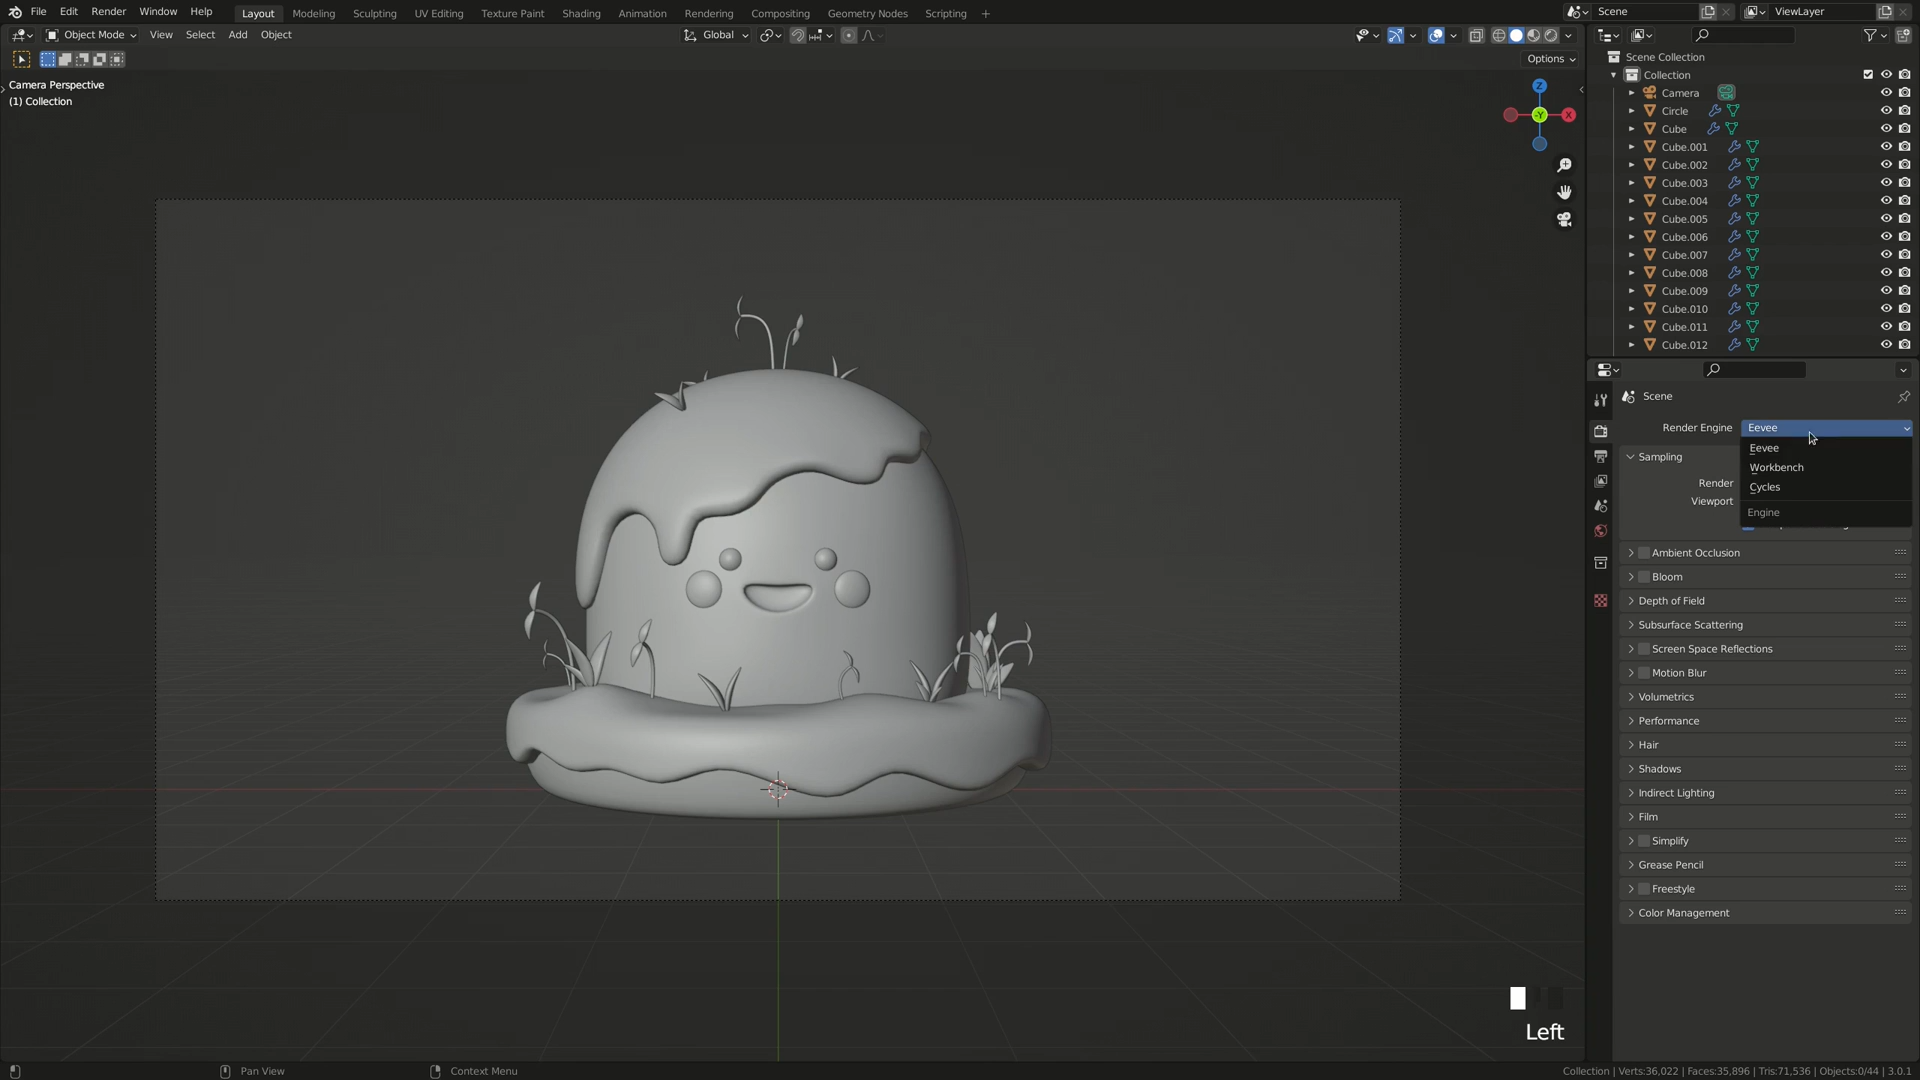 File Edit Render Window Help Layout Modeling Sculpting UV Editing Texture Paint Shading Animation Rendering Compositing Geometry Nodes Scripting + Scene ViewLayer
Object Mode View Select Add Object Global
Options
Camera Perspective
(1) Collection
Z
-Y
X
Scene Collection
Collection
Camera
Circle
Cube
Cube.001
Cube.002
Cube.003
Cube.004
Cube.005
Cube.006
Cube.007
Cube.008
Cube.009
Cube.010
Cube.011
Cube.012
Scene
Render Engine Eevee
Eevee
Workbench
Cycles
Engine
Sampling
Render
Viewport
Ambient Occlusion
Bloom
Depth of Field
Subsurface Scattering
Screen Space Reflections
Motion Blur
Volumetrics
Performance
Hair
Shadows
Indirect Lighting
Film
Simplify
Grease Pencil
Freestyle
Color Management
Left
Pan View Context Menu Collection | Verts:36,022 | Faces:35,896 | Tris:71,536 | Objects:0/44 | 3.0.1